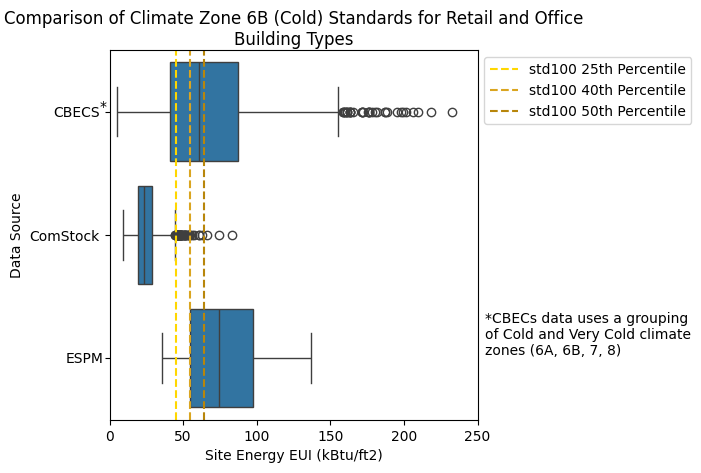 Comparison of Climate Zone 6B (Cold) Standards for Retail and Office
Building Types
std100 25th Percentile
std100 40th Percentile
std100 50th Percentile
Data Source
CBECS*
ComStock
ESPM
*CBECs data uses a grouping
of Cold and Very Cold climate
zones (6A, 6B, 7, 8)
0 50 100 150 200 250
Site Energy EUI (kBtu/ft2)